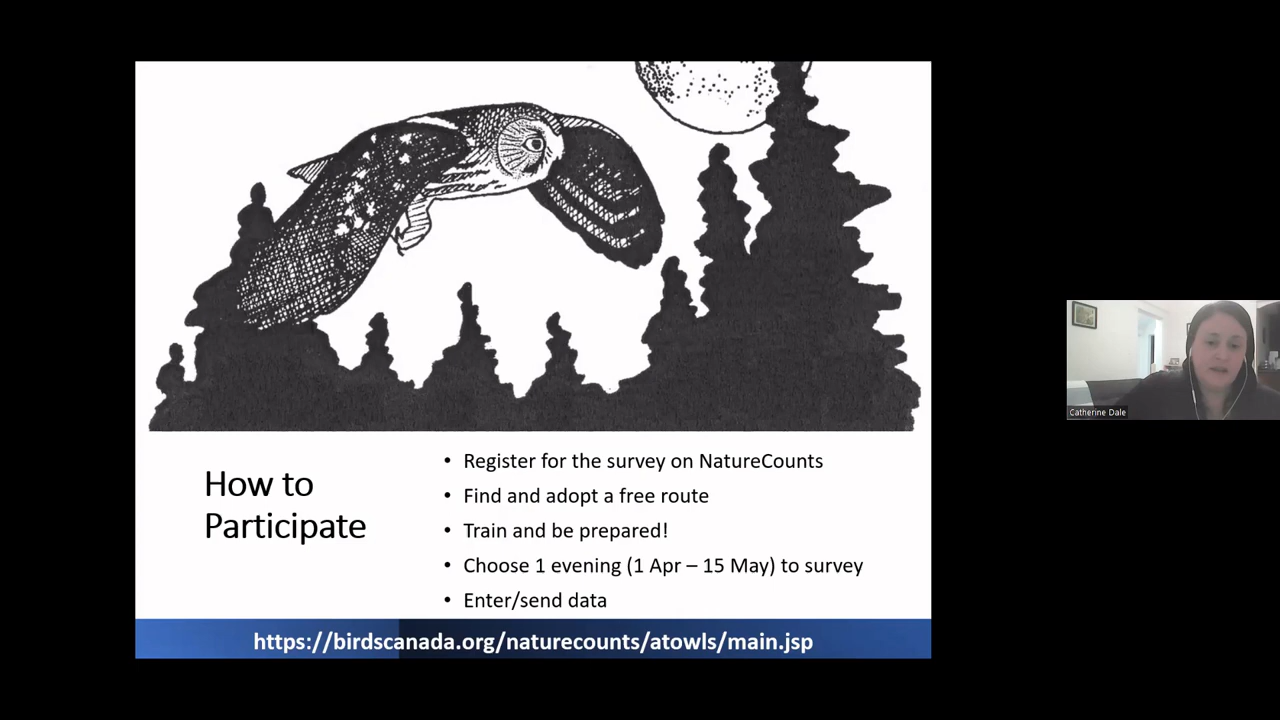 How to
Participate
• Register for the survey on NatureCounts
• Find and adopt a free route
• Train and be prepared!
• Choose 1 evening (1 Apr – 15 May) to survey
• Enter/send data
https://birdscanada.org/naturecounts/atowls/main.jsp
Catherine Dale